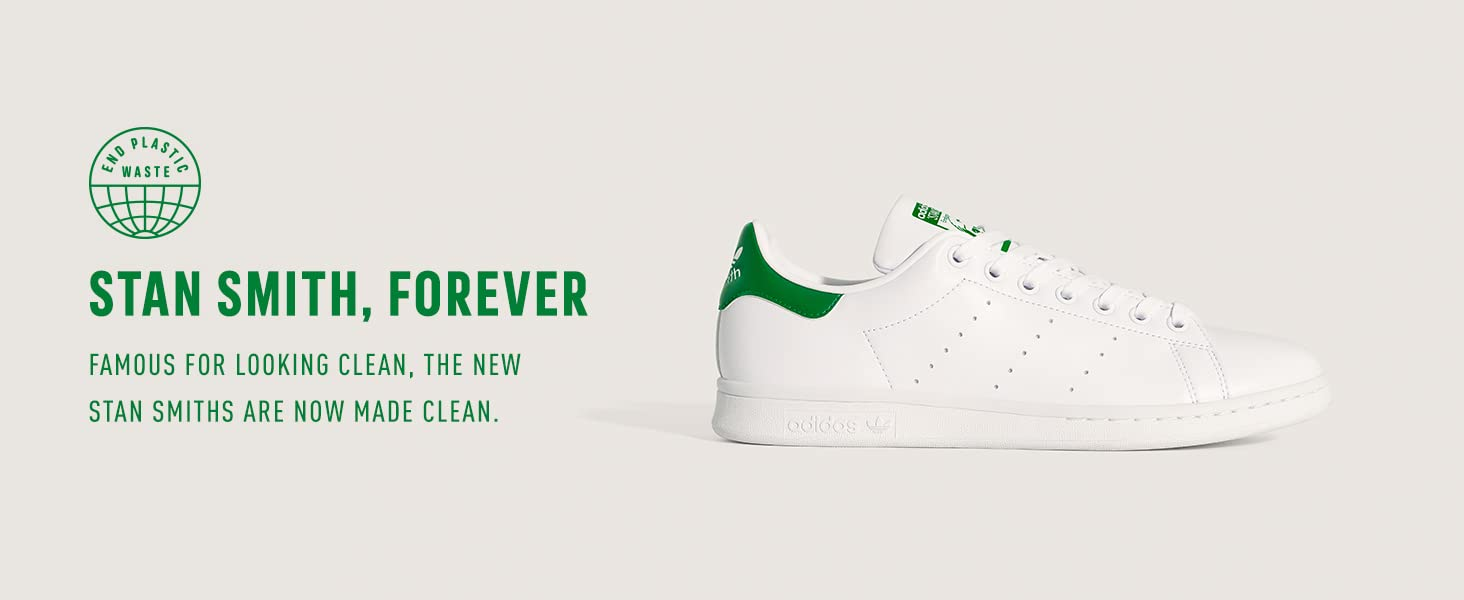 END PLASTIC
WASTE
STAN SMITH, FOREVER
FAMOUS FOR LOOKING CLEAN, THE NEW
STAN SMITHS ARE NOW MADE CLEAN.
adidas
adidas